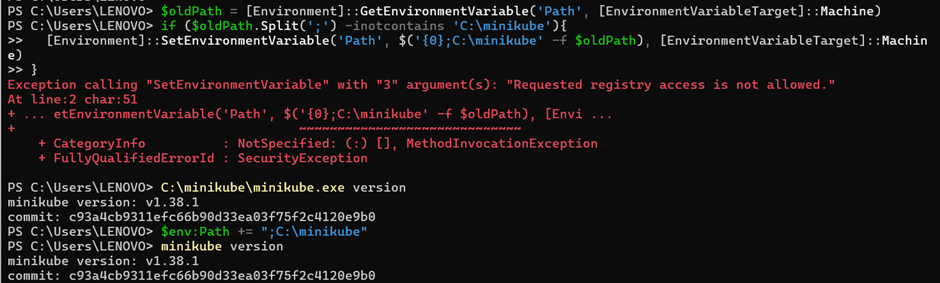 PS C:\Users\LENOVO> $oldPath = [Environment]::GetEnvironmentVariable('Path', [EnvironmentVariableTarget]::Machine)
PS C:\Users\LENOVO> if ($oldPath.Split(';') -inotcontains 'C:\minikube'){
>>   [Environment]::SetEnvironmentVariable('Path', $('{0};C:\minikube' -f $oldPath), [EnvironmentVariableTarget]::Machin
e)
>> }
Exception calling "SetEnvironmentVariable" with "3" argument(s): "Requested registry access is not allowed."
At line:2 char:51
+ ... etEnvironmentVariable('Path', $('{0};C:\minikube' -f $oldPath), [Envi ...
+                                   ~~~~~~~~~~~~~~~~~~~~~~~~~~~~~
    + CategoryInfo          : NotSpecified: (:) [], MethodInvocationException
    + FullyQualifiedErrorId : SecurityException
PS C:\Users\LENOVO> C:\minikube\minikube.exe version
minikube version: v1.38.1
commit: c93a4cb9311efc66b90d33ea03f75f2c4120e9b0
PS C:\Users\LENOVO> $env:Path += ";C:\minikube"
PS C:\Users\LENOVO> minikube version
minikube version: v1.38.1
commit: c93a4cb9311efc66b90d33ea03f75f2c4120e9b0